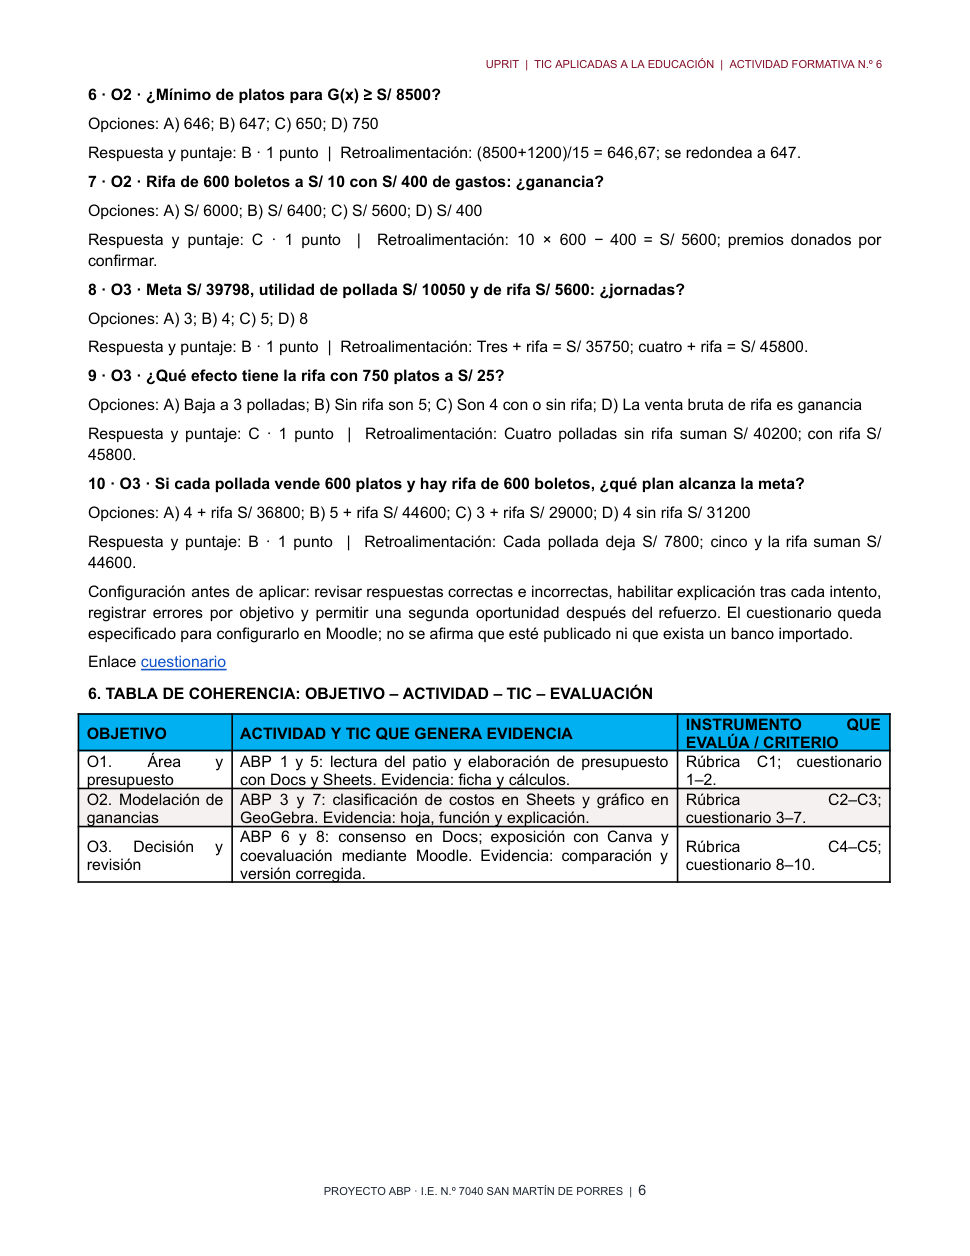 UPRIT | TIC APLICADAS A LA EDUCACIÓN | ACTIVIDAD FORMATIVA N.º 6
6 · O2 · ¿Mínimo de platos para G(x) ≥ S/ 8500?
Opciones: A) 646; B) 647; C) 650; D) 750
Respuesta y puntaje: B · 1 punto | Retroalimentación: (8500+1200)/15 = 646,67; se redondea a 647.
7 · O2 · Rifa de 600 boletos a S/ 10 con S/ 400 de gastos: ¿ganancia?
Opciones: A) S/ 6000; B) S/ 6400; C) S/ 5600; D) S/ 400
Respuesta y puntaje: C · 1 punto | Retroalimentación: 10 × 600 − 400 = S/ 5600; premios donados por
confirmar.
8 · O3 · Meta S/ 39798, utilidad de pollada S/ 10050 y de rifa S/ 5600: ¿jornadas?
Opciones: A) 3; B) 4; C) 5; D) 8
Respuesta y puntaje: B · 1 punto | Retroalimentación: Tres + rifa = S/ 35750; cuatro + rifa = S/ 45800.
9 · O3 · ¿Qué efecto tiene la rifa con 750 platos a S/ 25?
Opciones: A) Baja a 3 polladas; B) Sin rifa son 5; C) Son 4 con o sin rifa; D) La venta bruta de rifa es ganancia
Respuesta y puntaje: C · 1 punto | Retroalimentación: Cuatro polladas sin rifa suman S/ 40200; con rifa S/
45800.
10 · O3 · Si cada pollada vende 600 platos y hay rifa de 600 boletos, ¿qué plan alcanza la meta?
Opciones: A) 4 + rifa S/ 36800; B) 5 + rifa S/ 44600; C) 3 + rifa S/ 29000; D) 4 sin rifa S/ 31200
Respuesta y puntaje: B · 1 punto | Retroalimentación: Cada pollada deja S/ 7800; cinco y la rifa suman S/
44600.
Configuración antes de aplicar: revisar respuestas correctas e incorrectas, habilitar explicación tras cada intento,
registrar errores por objetivo y permitir una segunda oportunidad después del refuerzo. El cuestionario queda
especificado para configurarlo en Moodle; no se afirma que esté publicado ni que exista un banco importado.
Enlace cuestionario
6. TABLA DE COHERENCIA: OBJETIVO – ACTIVIDAD – TIC – EVALUACIÓN
OBJETIVO
ACTIVIDAD Y TIC QUE GENERA EVIDENCIA
INSTRUMENTO QUE
EVALÚA / CRITERIO
O1. Área y
presupuesto
ABP 1 y 5: lectura del patio y elaboración de presupuesto
con Docs y Sheets. Evidencia: ficha y cálculos.
Rúbrica C1; cuestionario
1–2.
O2. Modelación de
ganancias
ABP 3 y 7: clasificación de costos en Sheets y gráfico en
GeoGebra. Evidencia: hoja, función y explicación.
Rúbrica C2–C3;
cuestionario 3–7.
O3. Decisión y
revisión
ABP 6 y 8: consenso en Docs; exposición con Canva y
coevaluación mediante Moodle. Evidencia: comparación y
versión corregida.
Rúbrica C4–C5;
cuestionario 8–10.
PROYECTO ABP · I.E. N.º 7040 SAN MARTÍN DE PORRES | 6